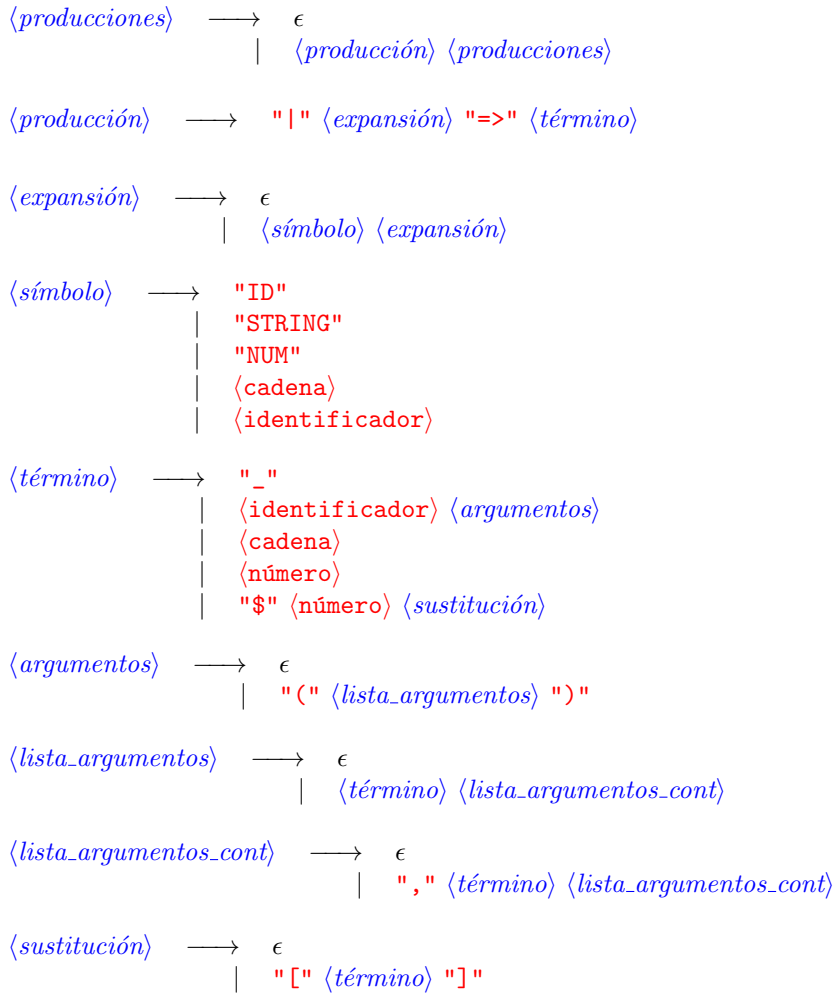 ⟨producciones⟩ ⟶ ϵ
| ⟨producción⟩ ⟨producciones⟩
⟨producción⟩ ⟶ "|" ⟨expansión⟩ "=>" ⟨término⟩
⟨expansión⟩ ⟶ ϵ
| ⟨símbolo⟩ ⟨expansión⟩
⟨símbolo⟩ ⟶ "ID"
| "STRING"
| "NUM"
| ⟨cadena⟩
| ⟨identificador⟩
⟨término⟩ ⟶ "_"
| ⟨identificador⟩ ⟨argumentos⟩
| ⟨cadena⟩
| ⟨número⟩
| "$" ⟨número⟩ ⟨sustitución⟩
⟨argumentos⟩ ⟶ ϵ
| "(" ⟨lista_argumentos⟩ ")"
⟨lista_argumentos⟩ ⟶ ϵ
| ⟨término⟩ ⟨lista_argumentos_cont⟩
⟨lista_argumentos_cont⟩ ⟶ ϵ
| "," ⟨término⟩ ⟨lista_argumentos_cont⟩
⟨sustitución⟩ ⟶ ϵ
| "[" ⟨término⟩ "]"